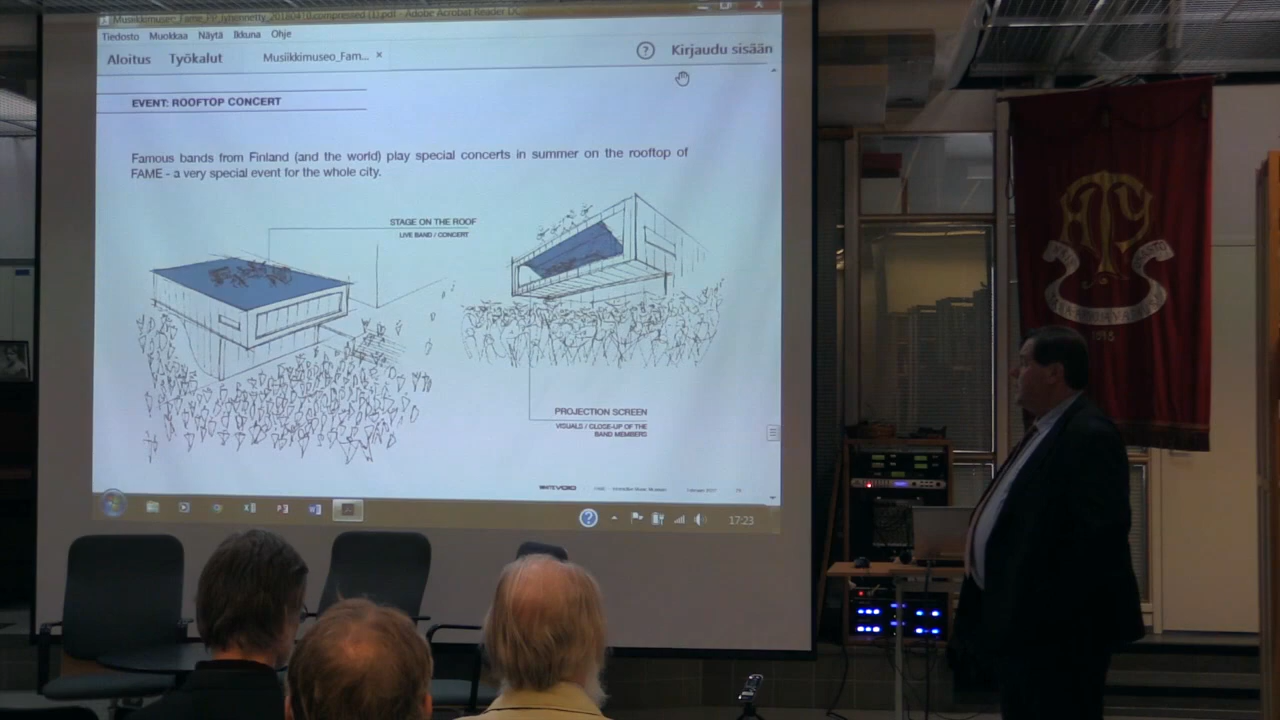 Tiedosto Muokkaa Näytä Ikkuna Ohje
Aloitus Työkalut Musiikkimuseo_Fam... × ? Kirjaudu sisään
EVENT: ROOFTOP CONCERT
Famous bands from Finland (and the world) play special concerts in summer on the rooftop of
FAME - a very special event for the whole city.
STAGE ON THE ROOF
LIVE BAND / CONCERT
PROJECTION SCREEN
VISUALS / CLOSE-UP OF THE
BAND MEMBERS
17:23
1915